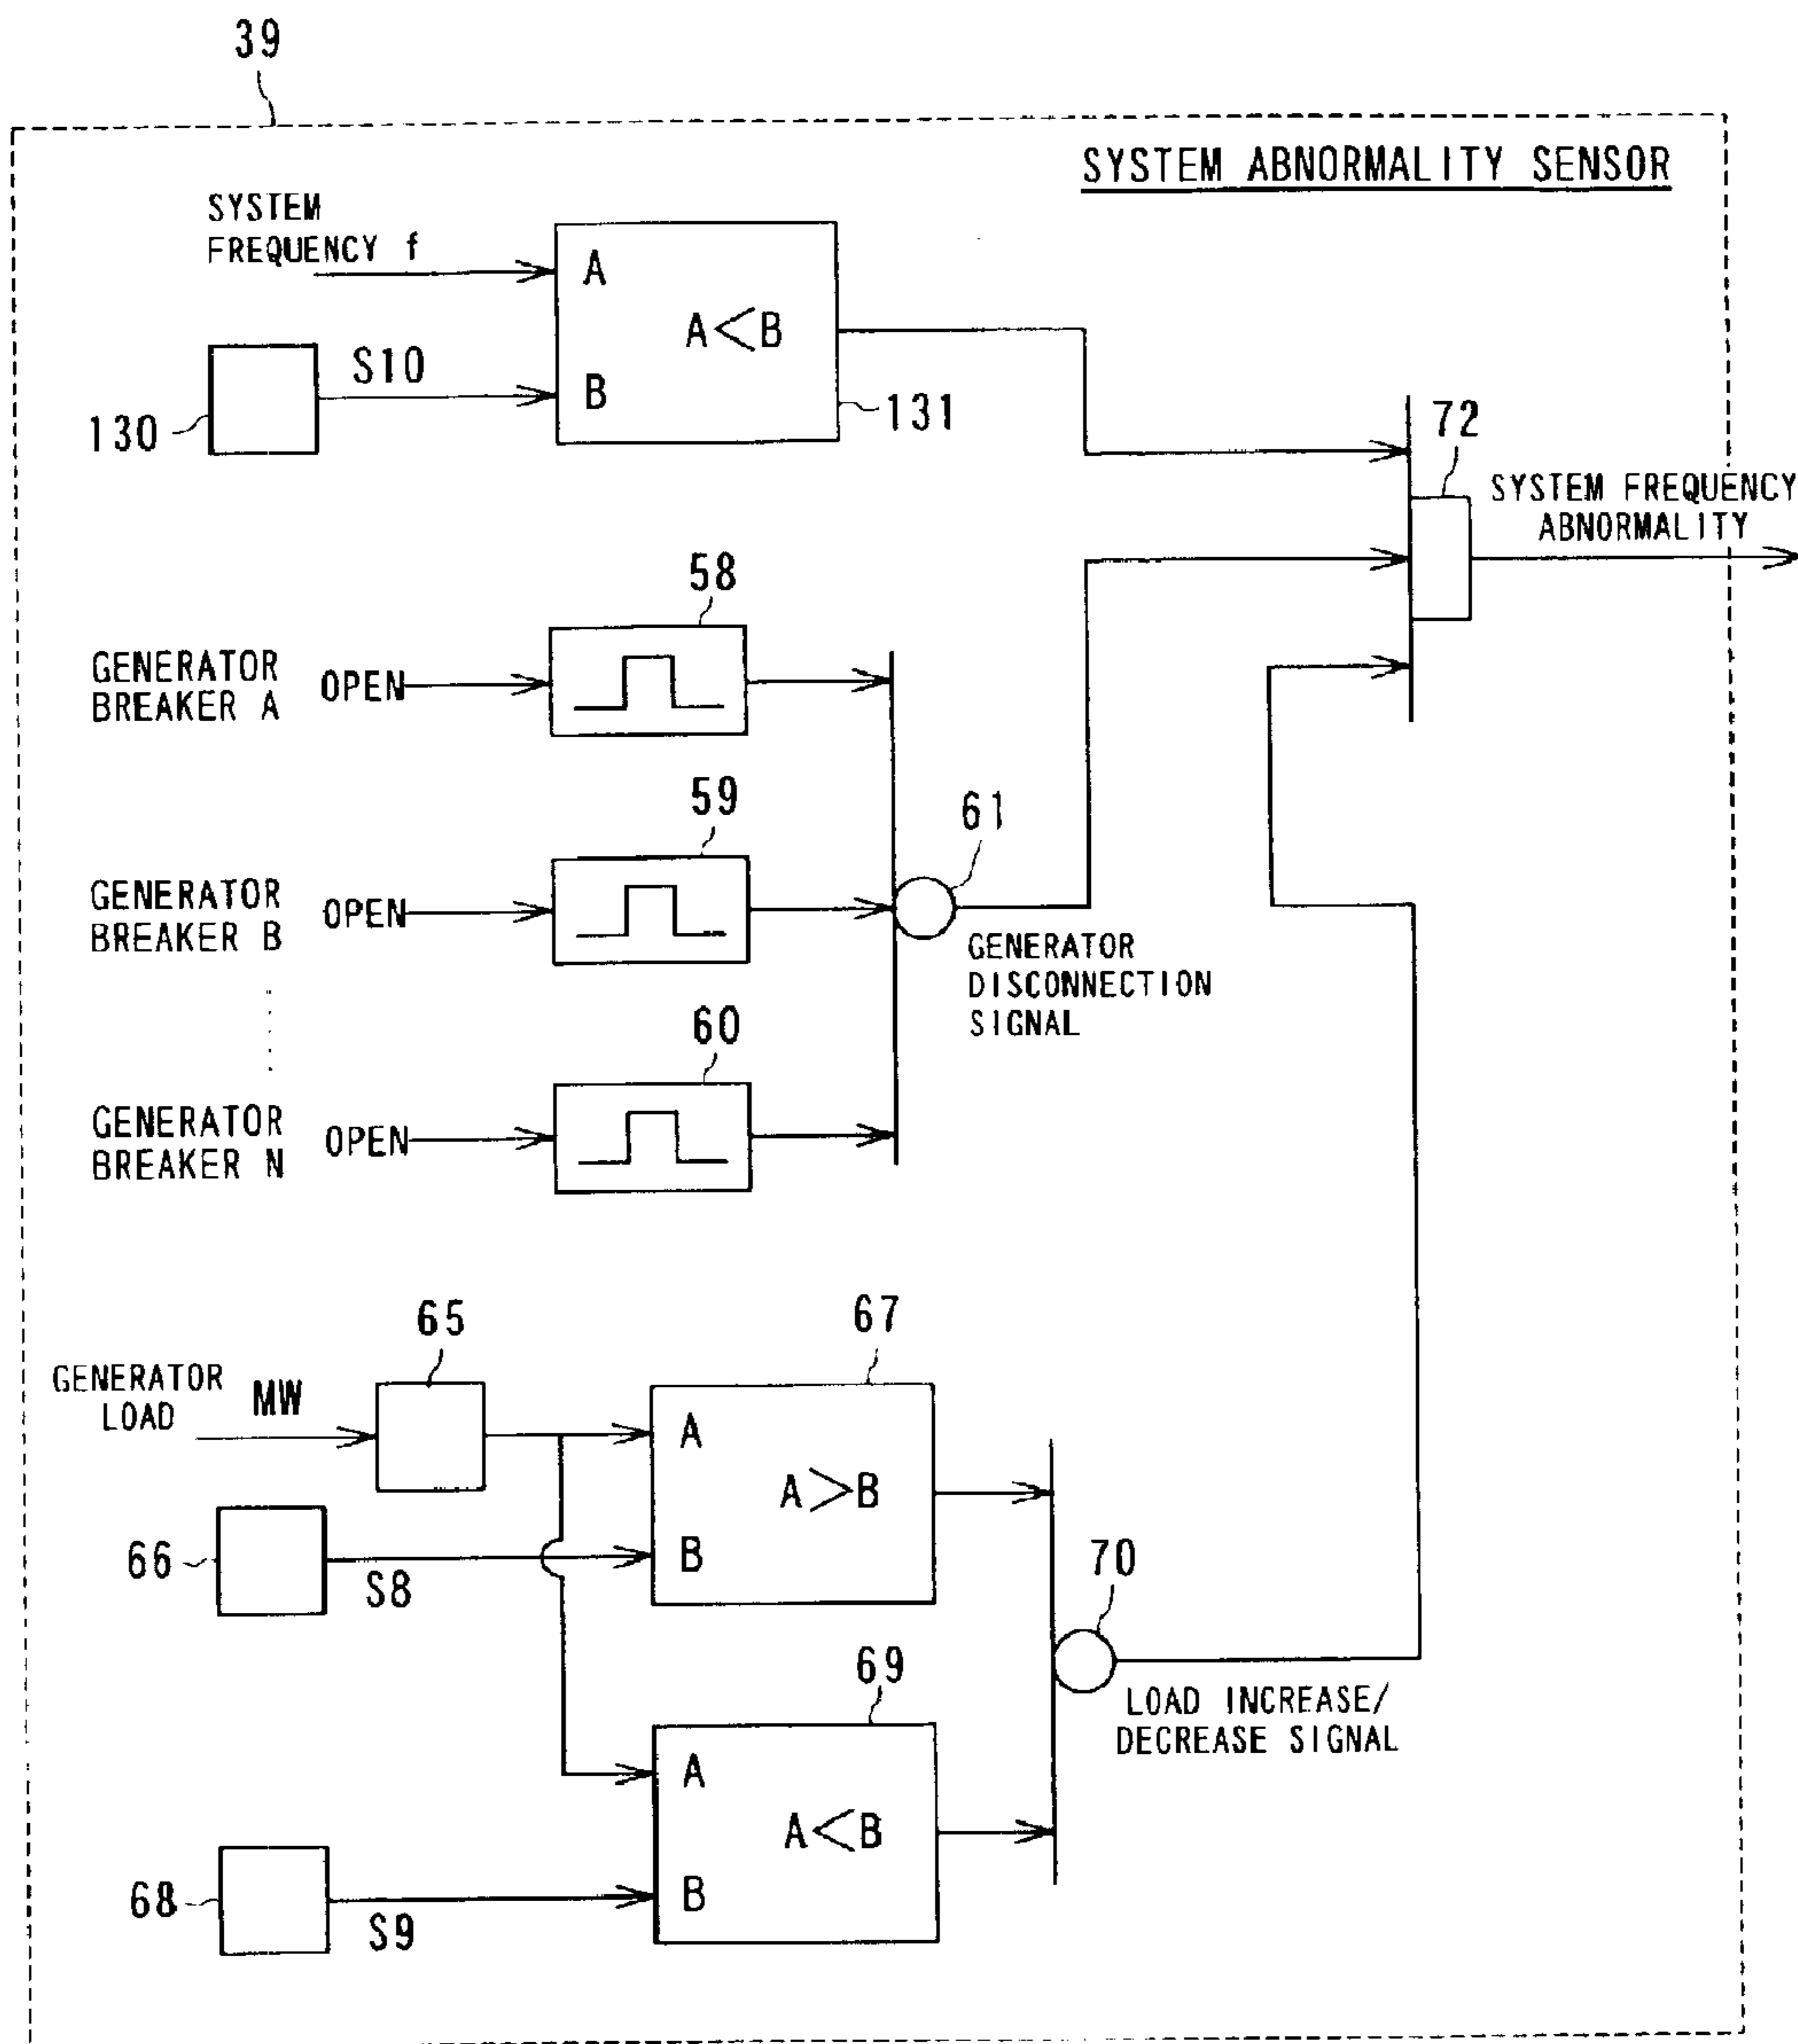 39
SYSTEM ABNORMALITY SENSOR
SYSTEM
FREQUENCY f
A
A<B
B
S10
130
131
72
SYSTEM FREQUENCY
ABNORMALITY
58
GENERATOR
BREAKER A
OPEN
59
61
GENERATOR
BREAKER B
OPEN
GENERATOR
DISCONNECTION
SIGNAL
60
GENERATOR
BREAKER N
OPEN
65
67
GENERATOR
LOAD
MW
A
A>B
B
66
S8
70
69
LOAD INCREASE/
DECREASE SIGNAL
A
A<B
B
68
S9